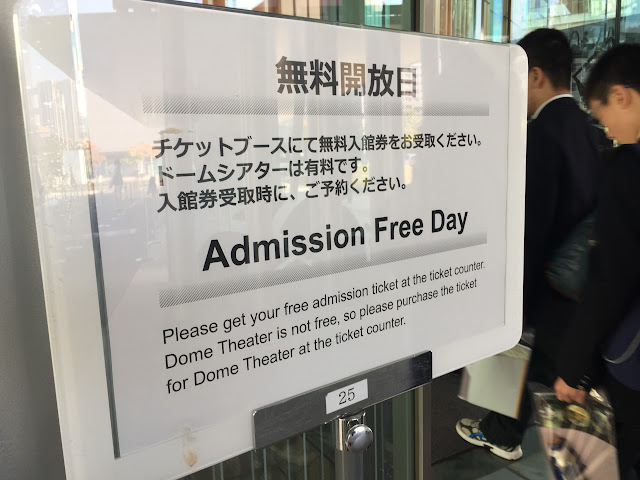 無料開放日
チケットブースにて無料入館券をお受取ください。
ドームシアターは有料です。
入館券受取時に、ご予約ください。
Admission Free Day
Please get your free admission ticket at the ticket counter.
Dome Theater is not free, so please purchase the ticket
for Dome Theater at the ticket counter.
25